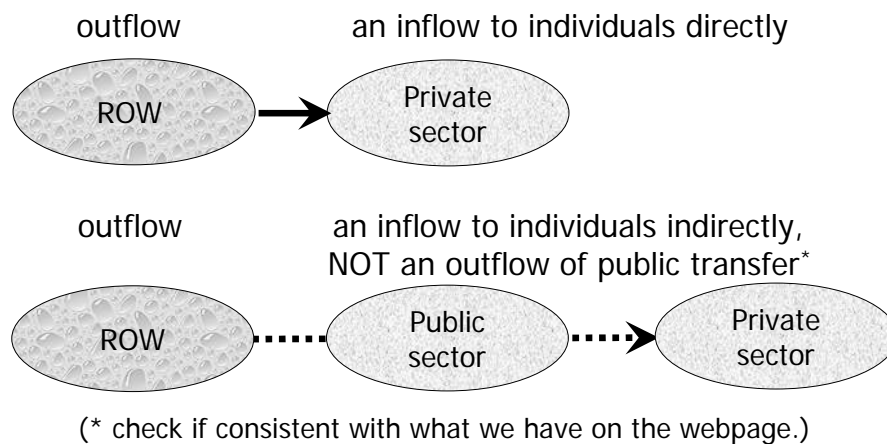 outflow an inflow to individuals directly
ROW Private
sector
outflow an inflow to individuals indirectly,
NOT an outflow of public transfer*
ROW Public Private
sector sector
(* check if consistent with what we have on the webpage.)